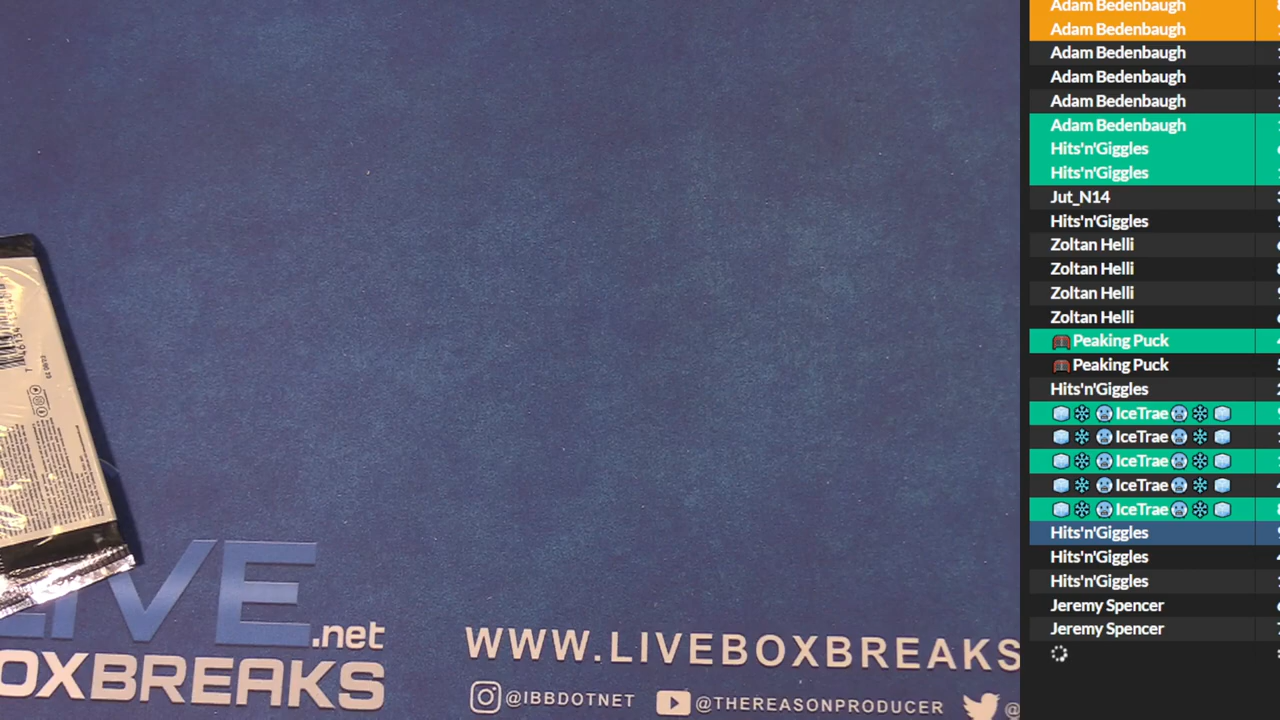 Adam Bedenbaugh
Adam Bedenbaugh
Adam Bedenbaugh
Adam Bedenbaugh
Adam Bedenbaugh
Adam Bedenbaugh
Hits'n'Giggles
Hits'n'Giggles
Jut_N14
Hits'n'Giggles
Zoltan Helli
Zoltan Helli
Zoltan Helli
Zoltan Helli
Peaking Puck
Peaking Puck
Hits'n'Giggles
IceTrae
IceTrae
IceTrae
IceTrae
IceTrae
Hits'n'Giggles
Hits'n'Giggles
Hits'n'Giggles
Jeremy Spencer
Jeremy Spencer
LIVE.net
OXBREAKS
WWW.LIVEBOXBREAKS
@IBBDOTNET @THEREASONPRODUCER @